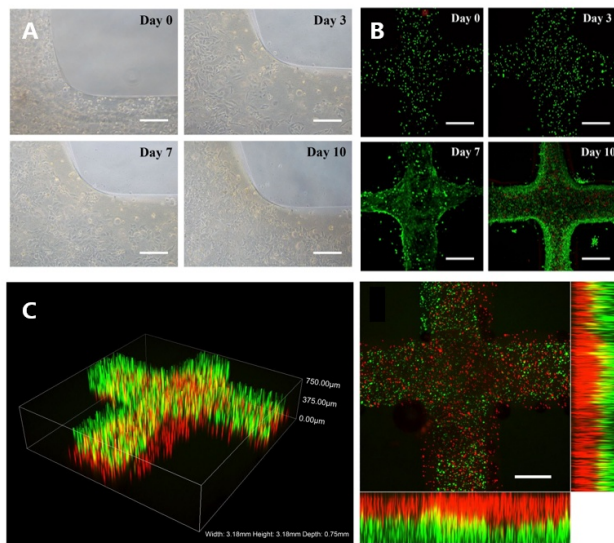 A
Day 0
Day 3
Day 7
Day 10
B
Day 0
Day 3
Day 7
Day 10
C
750.00μm
375.00μm
0.00μm
Width: 3.18mm Height: 3.18mm Depth: 0.75mm